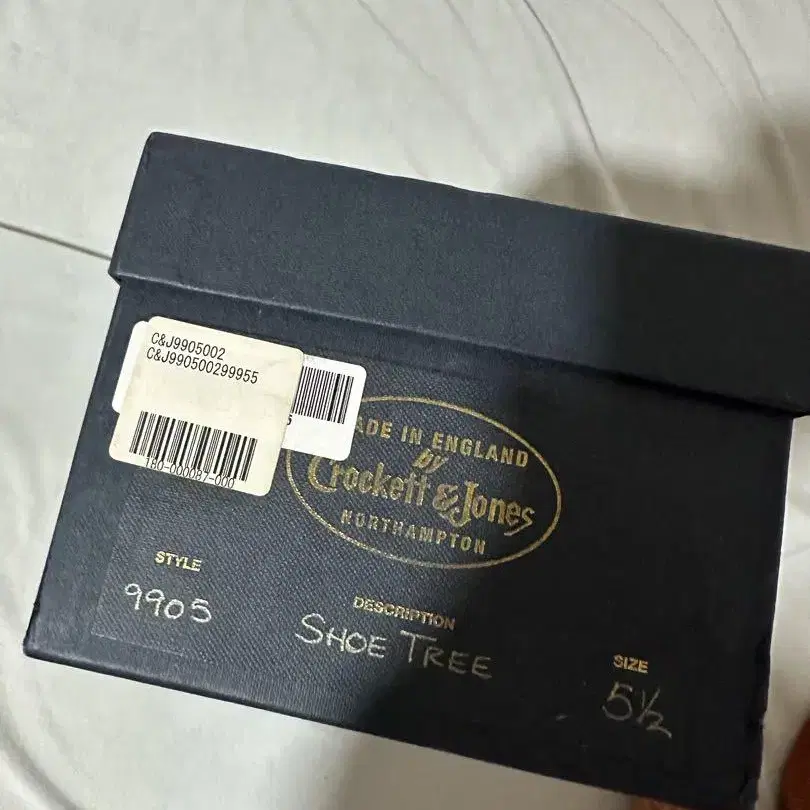 C&J9905002
C&J990500299955
180-000087-000
MADE IN ENGLAND
by
Crockett & Jones
NORTHAMPTON
STYLE
9905
DESCRIPTION
SHOE TREE
SIZE
5½